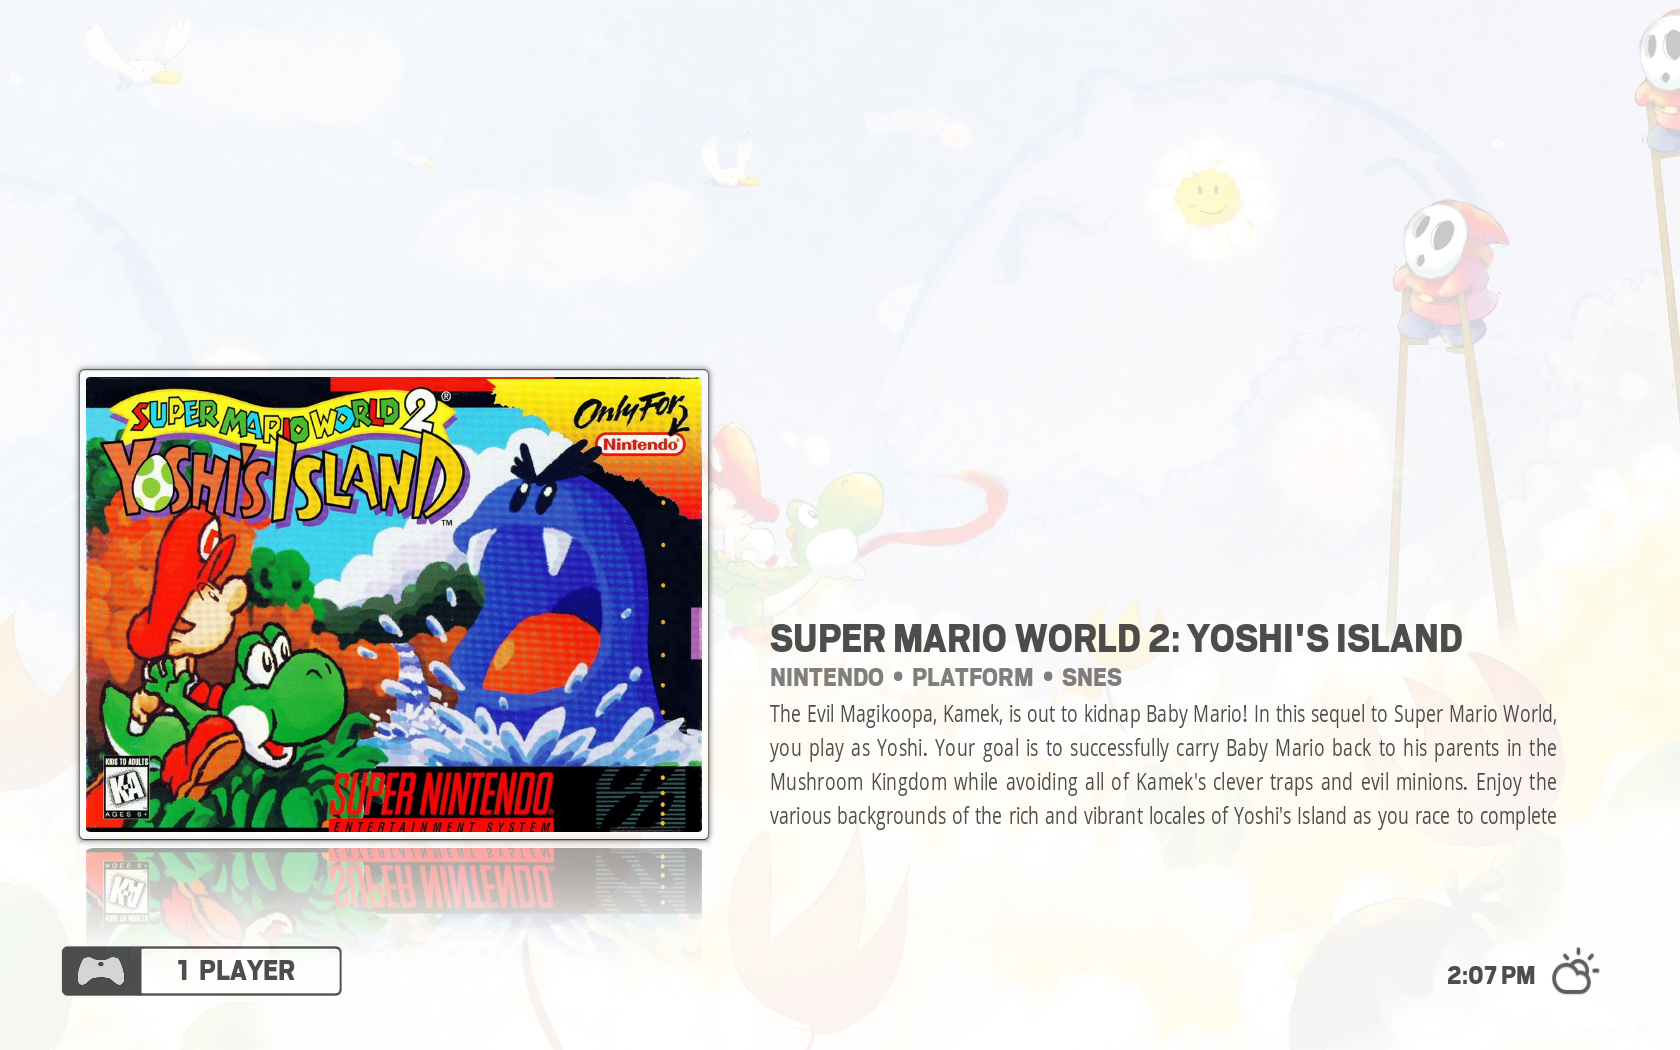 SUPER MARIO WORLD 2®
YOSHI'S ISLAND™
Only For
Nintendo®
KIDS TO ADULTS
K-A
AGES 6+
SUPER NINTENDO
ENTERTAINMENT SYSTEM
SUPER MARIO WORLD 2: YOSHI'S ISLAND
NINTENDO • PLATFORM • SNES
The Evil Magikoopa, Kamek, is out to kidnap Baby Mario! In this sequel to Super Mario World,
you play as Yoshi. Your goal is to successfully carry Baby Mario back to his parents in the
Mushroom Kingdom while avoiding all of Kamek's clever traps and evil minions. Enjoy the
various backgrounds of the rich and vibrant locales of Yoshi's Island as you race to complete
1 PLAYER
2:07 PM